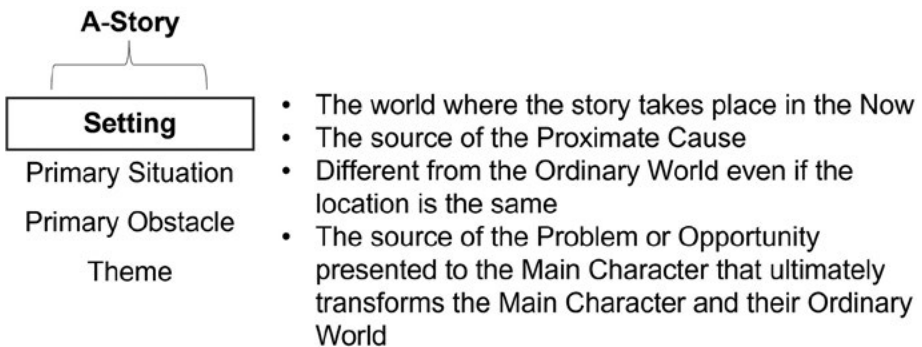 A-Story
Setting
Primary Situation
Primary Obstacle
Theme
• The world where the story takes place in the Now
• The source of the Proximate Cause
• Different from the Ordinary World even if the
location is the same
• The source of the Problem or Opportunity
presented to the Main Character that ultimately
transforms the Main Character and their Ordinary
World